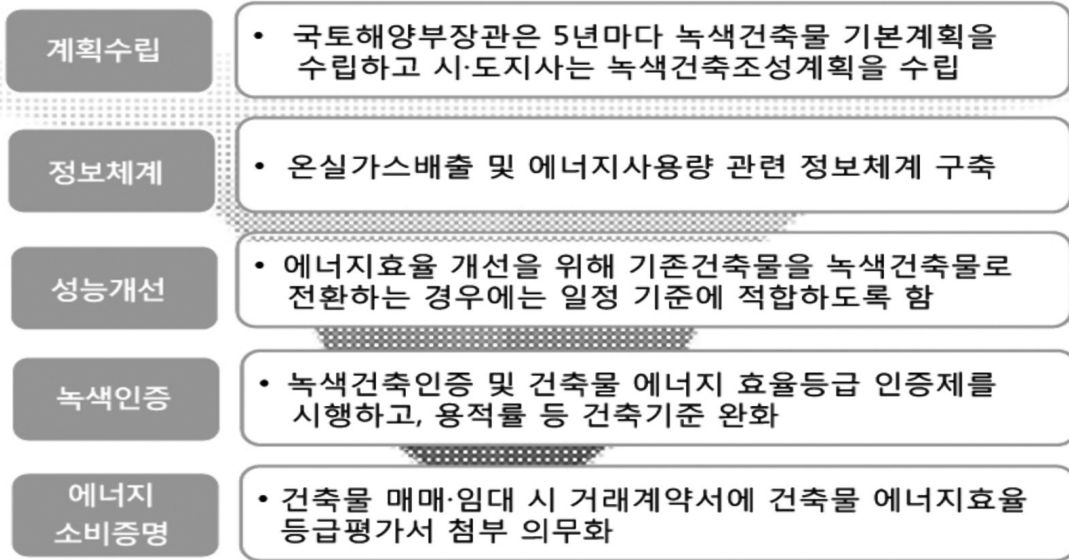 계획수립
• 국토해양부장관은 5년마다 녹색건축물 기본계획을
수립하고 시·도지사는 녹색건축조성계획을 수립
정보체계
• 온실가스배출 및 에너지사용량 관련 정보체계 구축
성능개선
• 에너지효율 개선을 위해 기존건축물을 녹색건축물로
전환하는 경우에는 일정 기준에 적합하도록 함
녹색인증
• 녹색건축인증 및 건축물 에너지 효율등급 인증제를
시행하고, 용적률 등 건축기준 완화
에너지
소비증명
• 건축물 매매·임대 시 거래계약서에 건축물 에너지효율
등급평가서 첨부 의무화